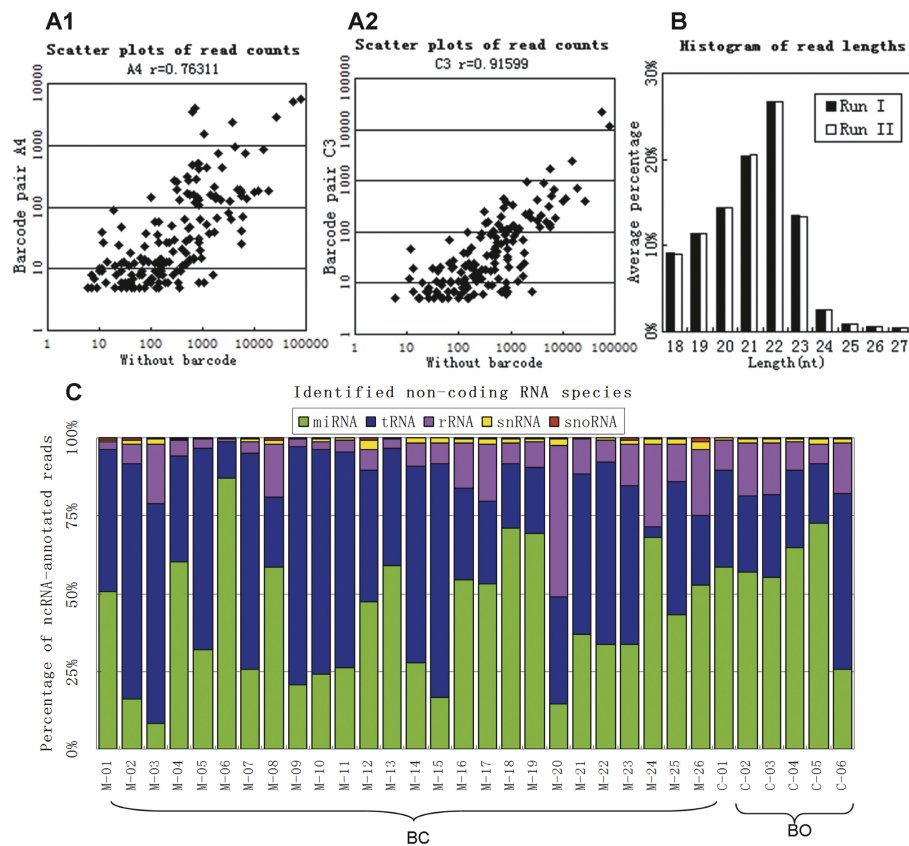 A1
Scatter plots of read counts
A4 r=0.76311
Barcode pair A4
100000
10000
1000
100
10
1
1 10 100 1000 10000 100000
Without barcode
A2
Scatter plots of read counts
C3 r=0.91599
Barcode pair C3
100000
10000
1000
100
10
1
1 10 100 1000 10000 100000
Without barcode
B
Histogram of read lengths
Run I
Run II
Average percentage
30%
20%
10%
0%
18 19 20 21 22 23 24 25 26 27
Length(nt)
C
Identified non-coding RNA species
miRNA tRNA rRNA snRNA snoRNA
Percentage of ncRNA-annotated reads
100%
75%
50%
25%
0%
M-01 M-02 M-03 M-04 M-05 M-06 M-07 M-08 M-09 M-10 M-11 M-12 M-13 M-14 M-15 M-16 M-17 M-18 M-19 M-20 M-21 M-22 M-23 M-24 M-25 M-26 C-01 C-02 C-03 C-04 C-05 C-06
BC BO